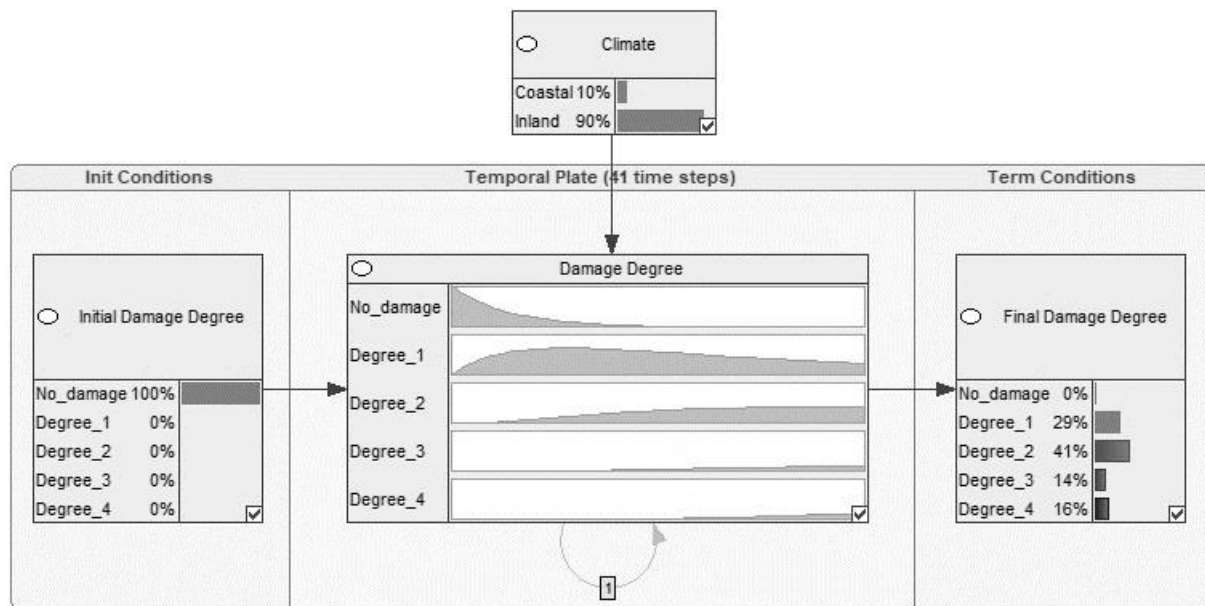 Climate
Coastal 10%
Inland 90%
Init Conditions
Temporal Plate (41 time steps)
Term Conditions
Initial Damage Degree
No_damage 100%
Degree_1 0%
Degree_2 0%
Degree_3 0%
Degree_4 0%
Damage Degree
No_damage
Degree_1
Degree_2
Degree_3
Degree_4
1
Final Damage Degree
No_damage 0%
Degree_1 29%
Degree_2 41%
Degree_3 14%
Degree_4 16%